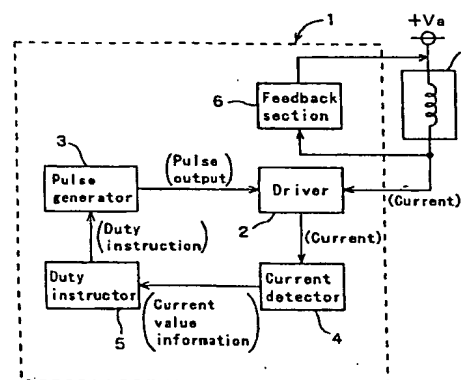 1
+Va
6
Feedback
section
3
Pulse
generator
(Pulse
output)
Driver
2
(Current)
(Duty
instruction)
(Current)
Duty
instructor
5
(Current
value
information)
Current
detector
4